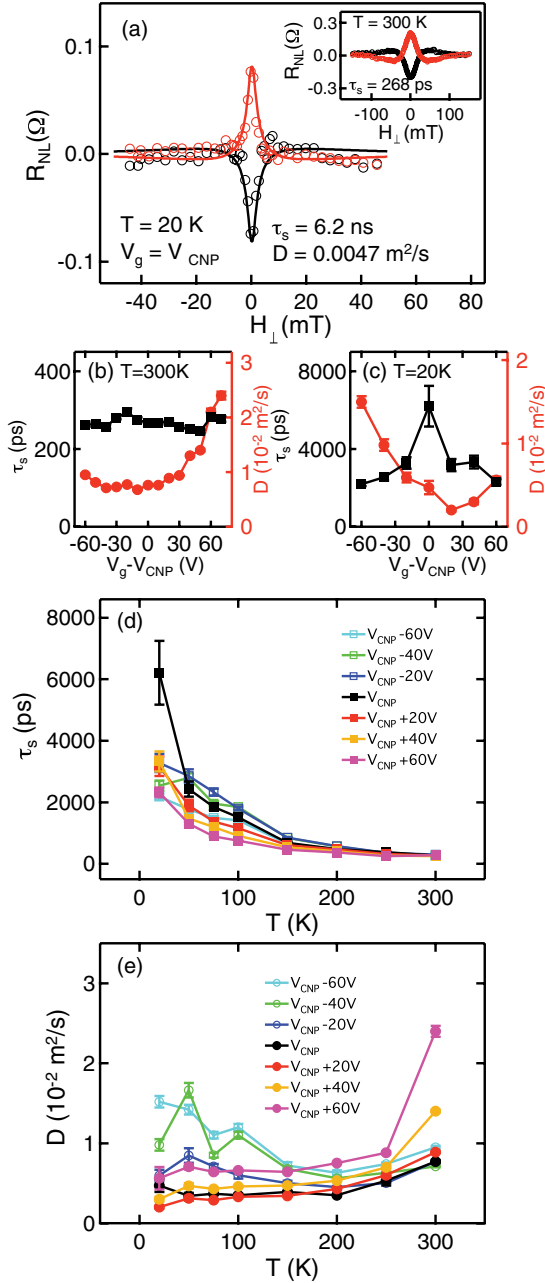 (a)
R_NL(Ω)
0.1
0.0
-0.1
T = 20 K
V_g = V_CNP
τ_s = 6.2 ns
D = 0.0047 m²/s
-40 -20 0 20 40 60 80
H_⊥(mT)
R_NL(Ω)
0.3
0.0
-0.3
T = 300 K
τ_s = 268 ps
-100 0 100
H_⊥(mT)
(b) T=300K
τ_s (ps)
400
200
0
D (10⁻² m²/s)
3
2
1
0
-60 -30 0 30 60
V_g-V_CNP (V)
(c) T=20K
τ_s (ps)
8000
4000
0
D (10⁻² m²/s)
2
1
0
-60 -30 0 30 60
V_g-V_CNP (V)
(d)
τ_s (ps)
8000
6000
4000
2000
0
V_CNP -60V
V_CNP -40V
V_CNP -20V
V_CNP
V_CNP +20V
V_CNP +40V
V_CNP +60V
0 100 200 300
T (K)
(e)
D (10⁻² m²/s)
3
2
1
0
V_CNP -60V
V_CNP -40V
V_CNP -20V
V_CNP
V_CNP +20V
V_CNP +40V
V_CNP +60V
0 50 100 150 200 250 300
T (K)